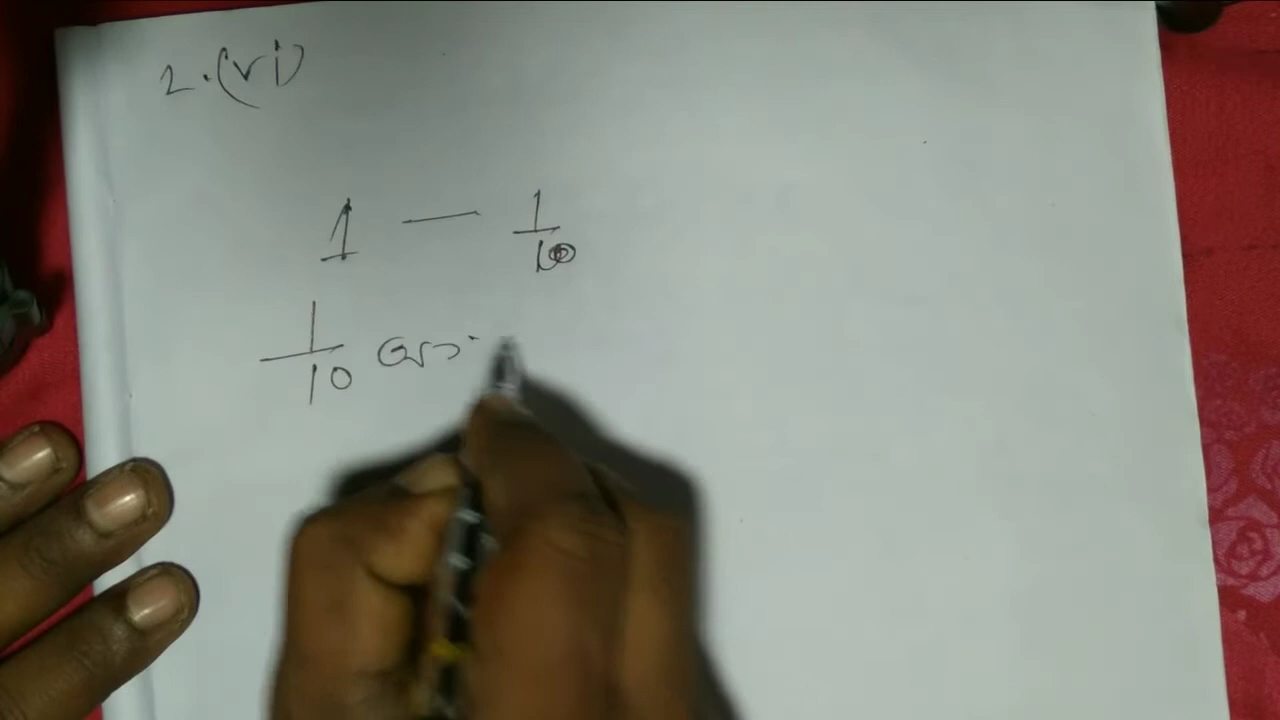 2.(vi)
1 — 1/10
1/10